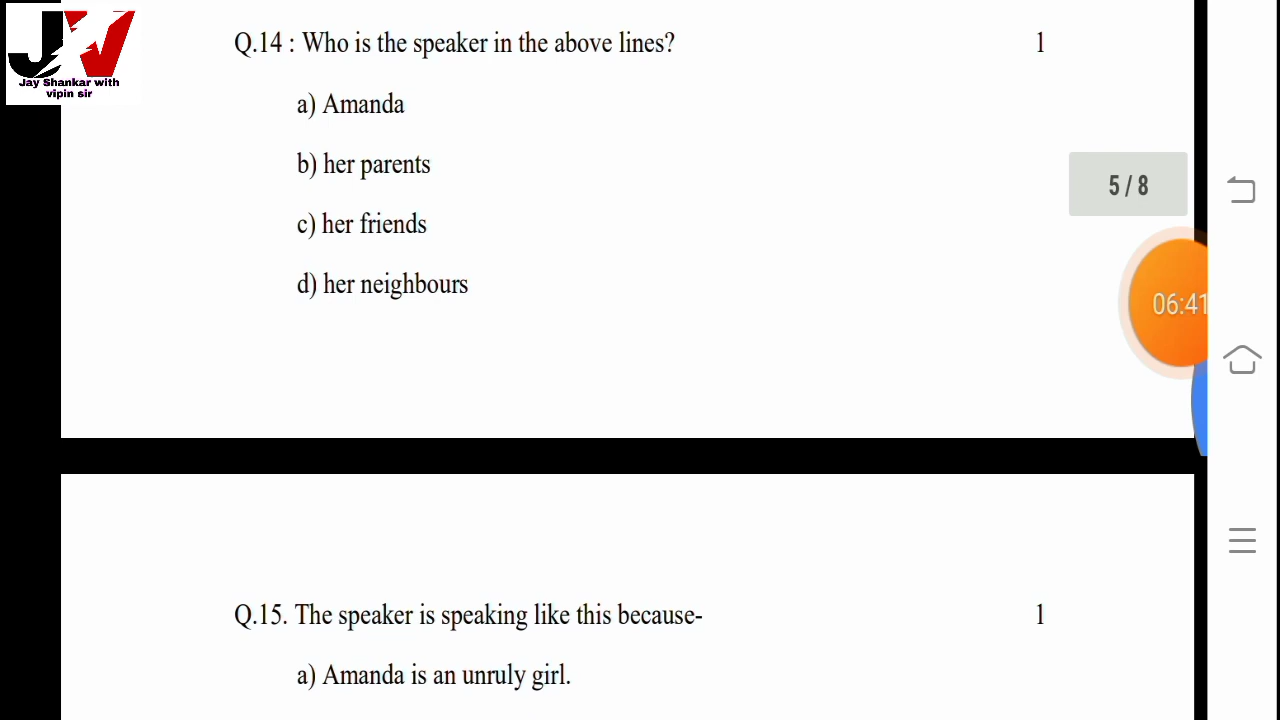 JV
Jay Shankar with
vipin sir
Q.14 : Who is the speaker in the above lines? 1
a) Amanda
b) her parents
5 / 8
c) her friends
d) her neighbours
06:41
Q.15. The speaker is speaking like this because- 1
a) Amanda is an unruly girl.